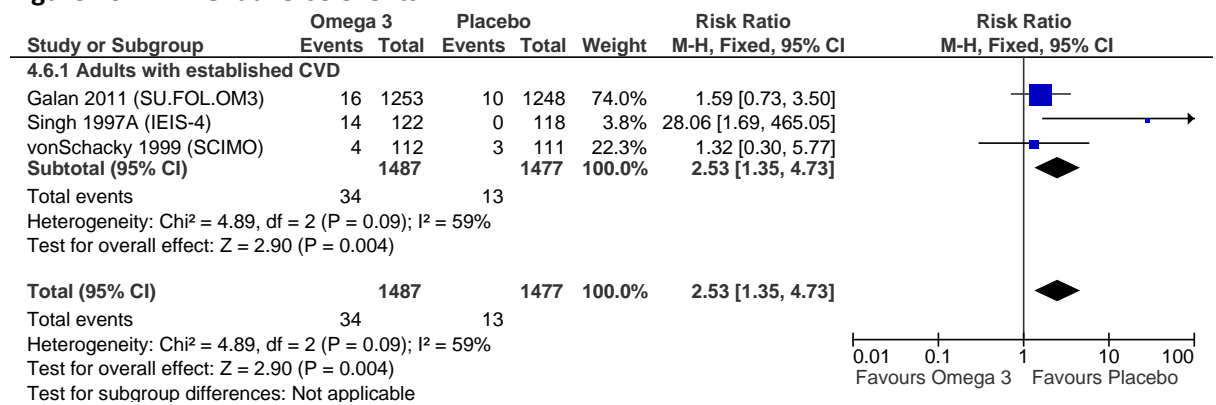 Omega 3 Placebo Risk Ratio Risk Ratio
Study or Subgroup Events Total Events Total Weight M-H, Fixed, 95% CI M-H, Fixed, 95% CI
4.6.1 Adults with established CVD
Galan 2011 (SU.FOL.OM3) 16 1253 10 1248 74.0% 1.59 [0.73, 3.50]
Singh 1997A (IEIS-4) 14 122 0 118 3.8% 28.06 [1.69, 465.05]
vonSchacky 1999 (SCIMO) 4 112 3 111 22.3% 1.32 [0.30, 5.77]
Subtotal (95% CI) 1487 1477 100.0% 2.53 [1.35, 4.73]
Total events 34 13
Heterogeneity: Chi² = 4.89, df = 2 (P = 0.09); I² = 59%
Test for overall effect: Z = 2.90 (P = 0.004)
Total (95% CI) 1487 1477 100.0% 2.53 [1.35, 4.73]
Total events 34 13
Heterogeneity: Chi² = 4.89, df = 2 (P = 0.09); I² = 59%
Test for overall effect: Z = 2.90 (P = 0.004)
Test for subgroup differences: Not applicable
0.01 0.1 1 10 100
Favours Omega 3 Favours Placebo